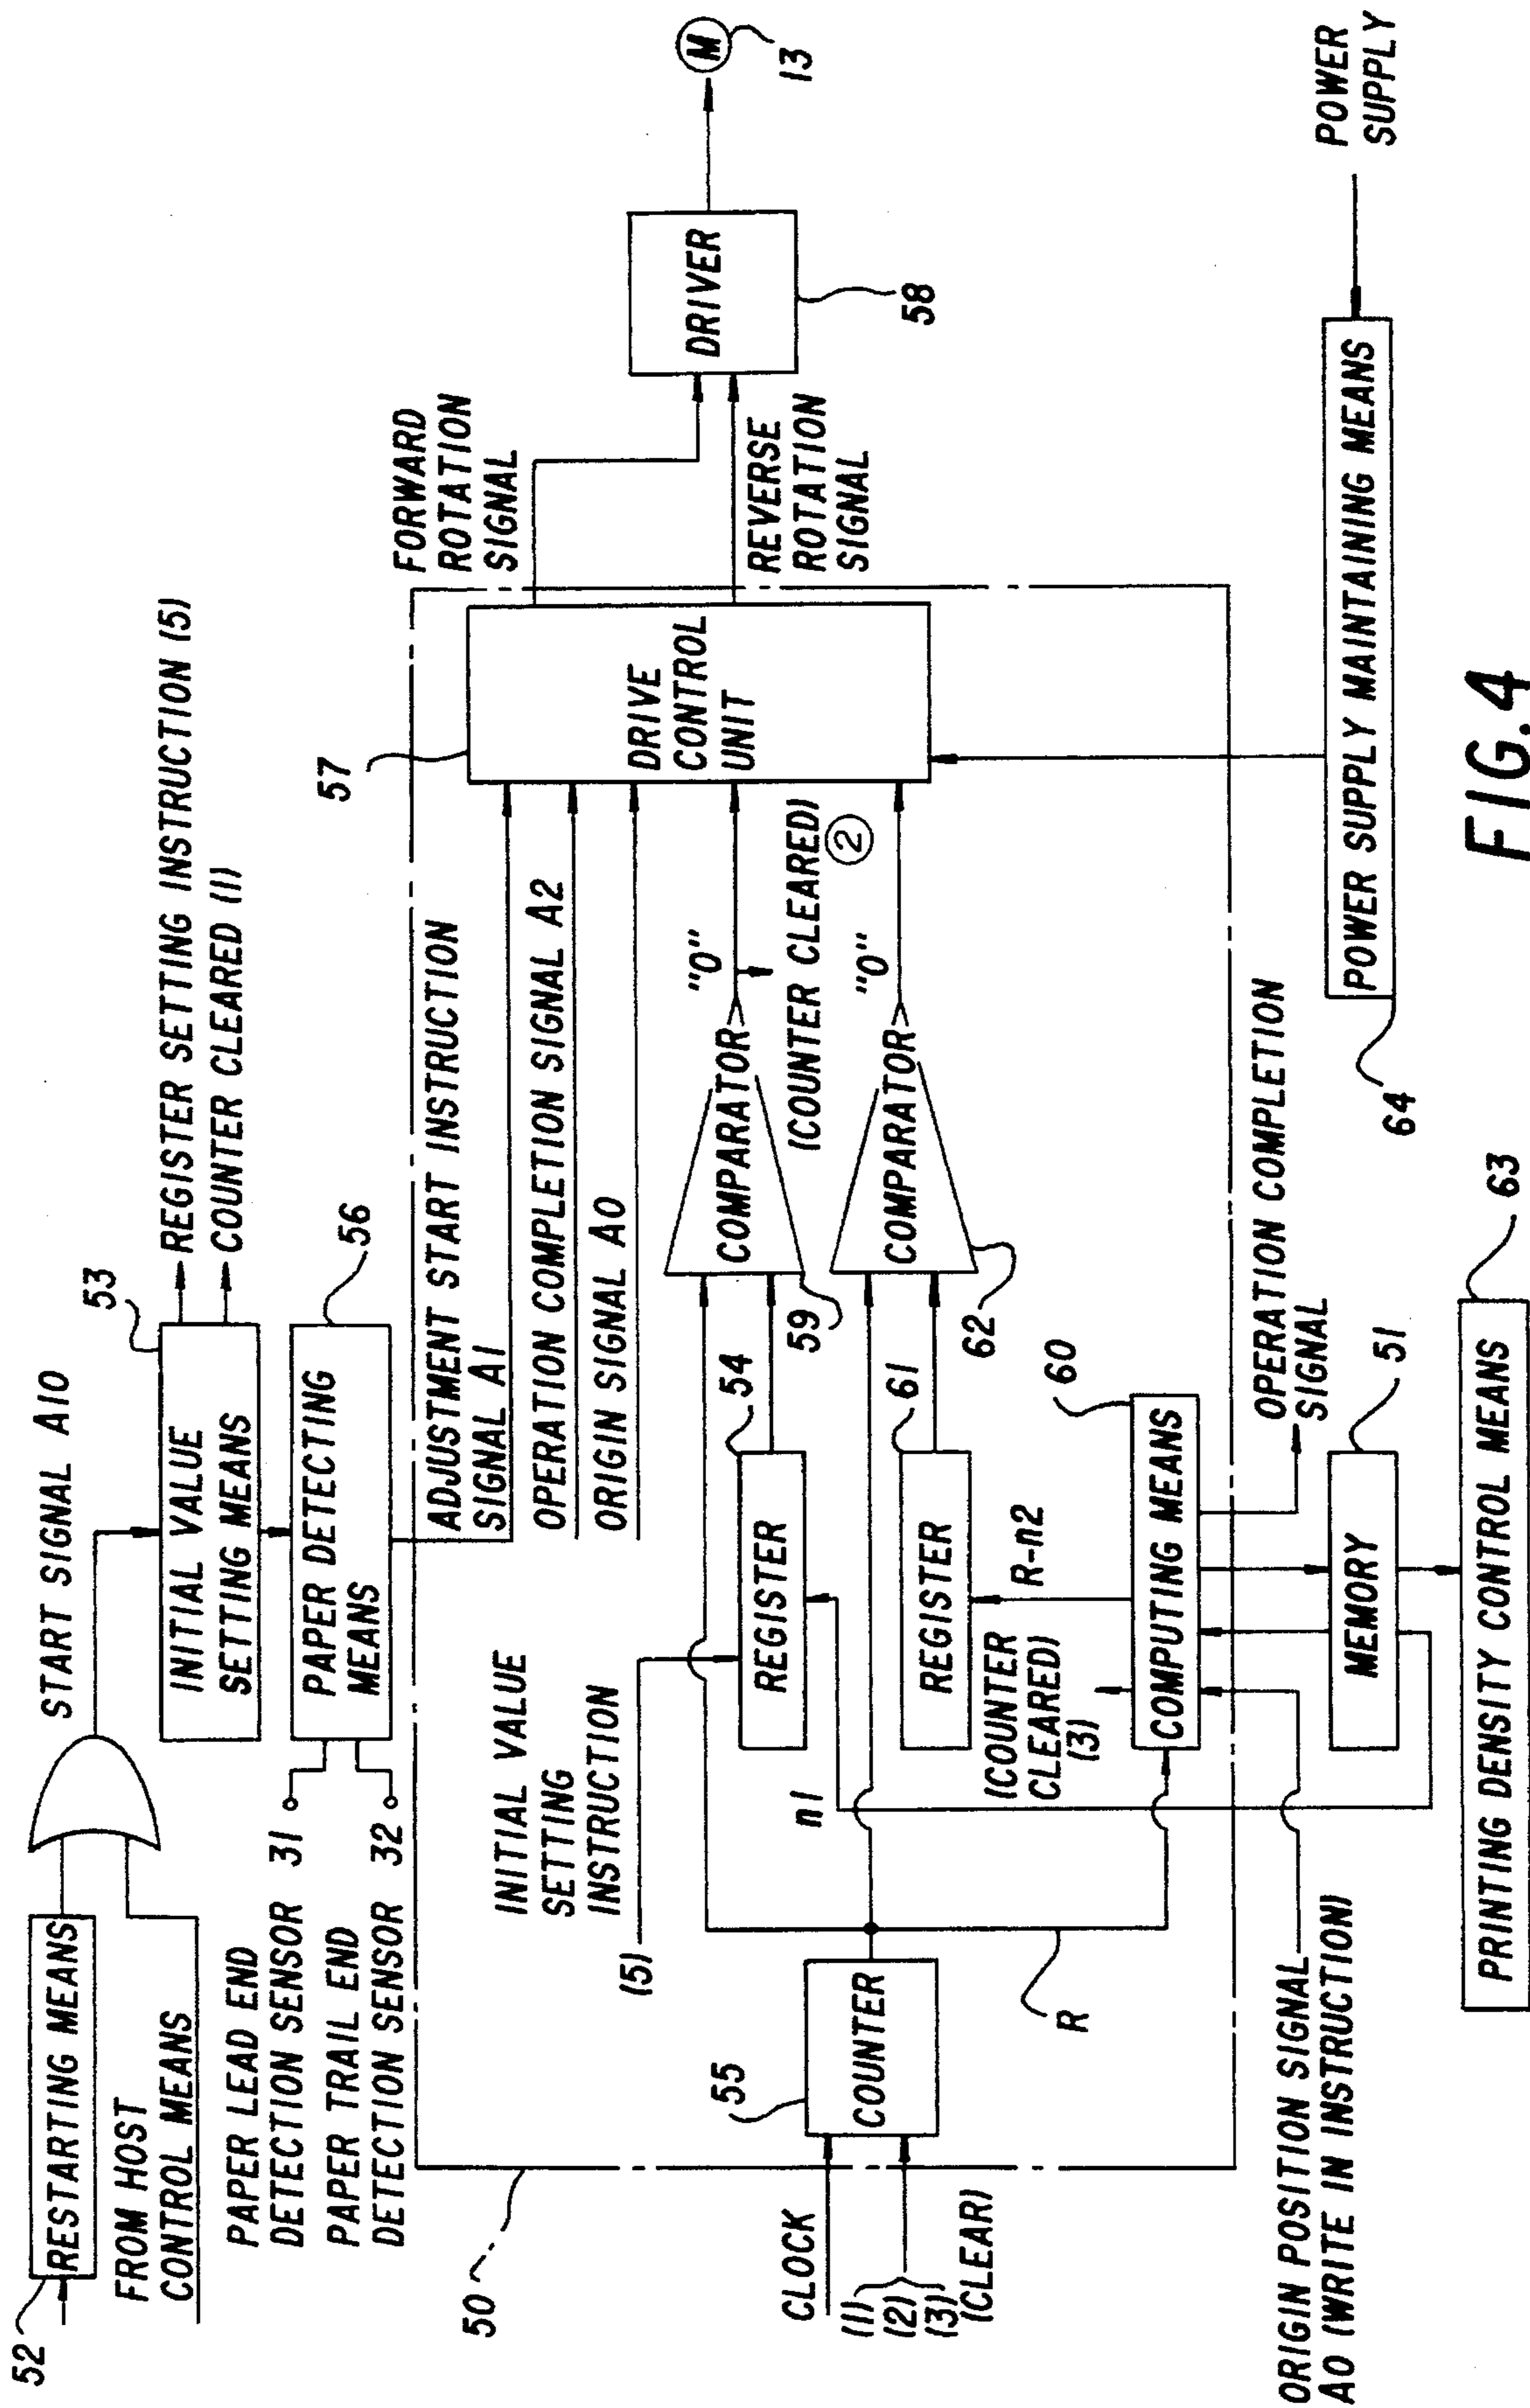 52
RESTARTING MEANS
FROM HOST
CONTROL MEANS
START SIGNAL A10
53
INITIAL VALUE
SETTING MEANS
REGISTER SETTING INSTRUCTION (5)
COUNTER CLEARED (1)
PAPER LEAD END
DETECTION SENSOR 31
PAPER TRAIL END
DETECTION SENSOR 32
PAPER DETECTING
MEANS
56
50
ADJUSTMENT START INSTRUCTION
SIGNAL A1
OPERATION COMPLETION SIGNAL A2
ORIGIN SIGNAL A0
57
DRIVE
CONTROL
UNIT
FORWARD
ROTATION
SIGNAL
REVERSE
ROTATION
SIGNAL
DRIVER
58
M
13
INITIAL VALUE
SETTING
INSTRUCTION
(5)
REGISTER
54
COMPARATOR
59
"0"
(COUNTER CLEARED)
②
CLOCK
(1)
(2)
(3)
(CLEAR)
55
COUNTER
R
n1
REGISTER
61
COMPARATOR
62
"0"
R-n2
(COUNTER
CLEARED)
(3)
COMPUTING MEANS
60
OPERATION COMPLETION
SIGNAL
ORIGIN POSITION SIGNAL
A0 (WRITE IN INSTRUCTION)
MEMORY
51
PRINTING DENSITY CONTROL MEANS
63
64
POWER SUPPLY MAINTAINING MEANS
POWER
SUPPLY
FIG.4